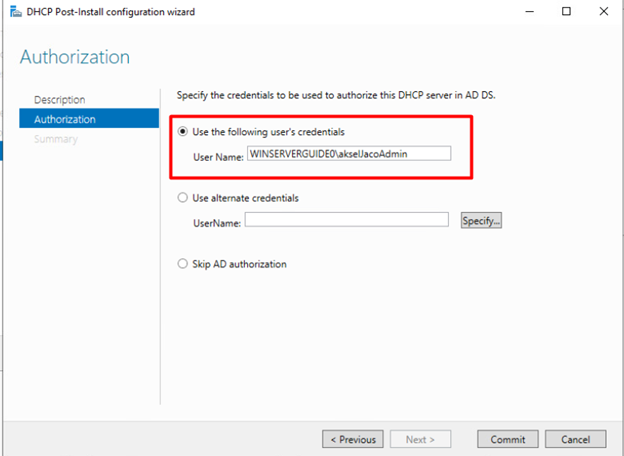 DHCP Post-Install configuration wizard
Authorization
Description
Authorization
Summary
Specify the credentials to be used to authorize this DHCP server in AD DS.
Use the following user's credentials
User Name: WINSERVERGUIDE0\akselJacoAdmin
Use alternate credentials
UserName:
Specify...
Skip AD authorization
< Previous
Next >
Commit
Cancel